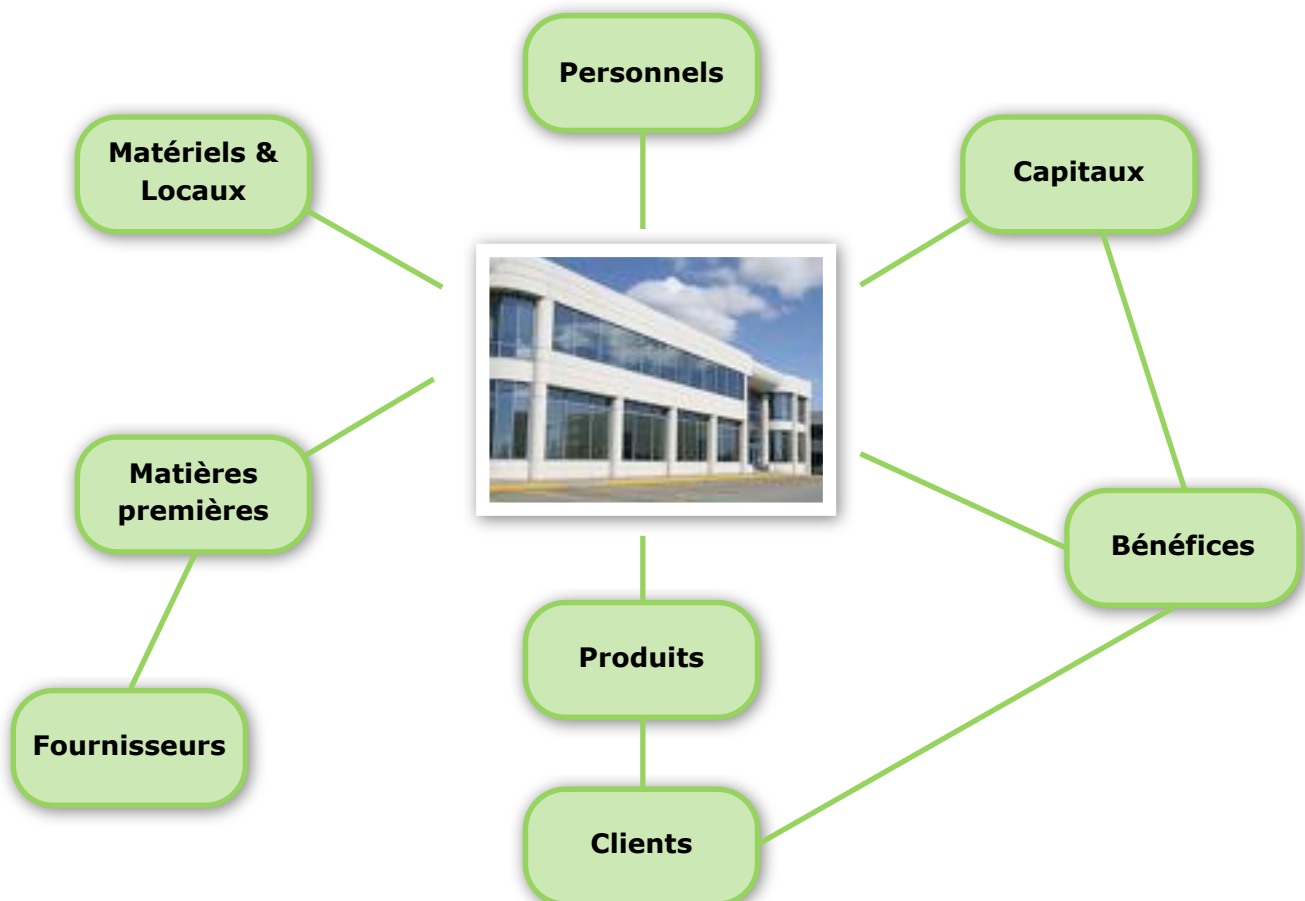 Personnels
Matériels &
Locaux
Capitaux
Matières
premières
Bénéfices
Produits
Fournisseurs
Clients